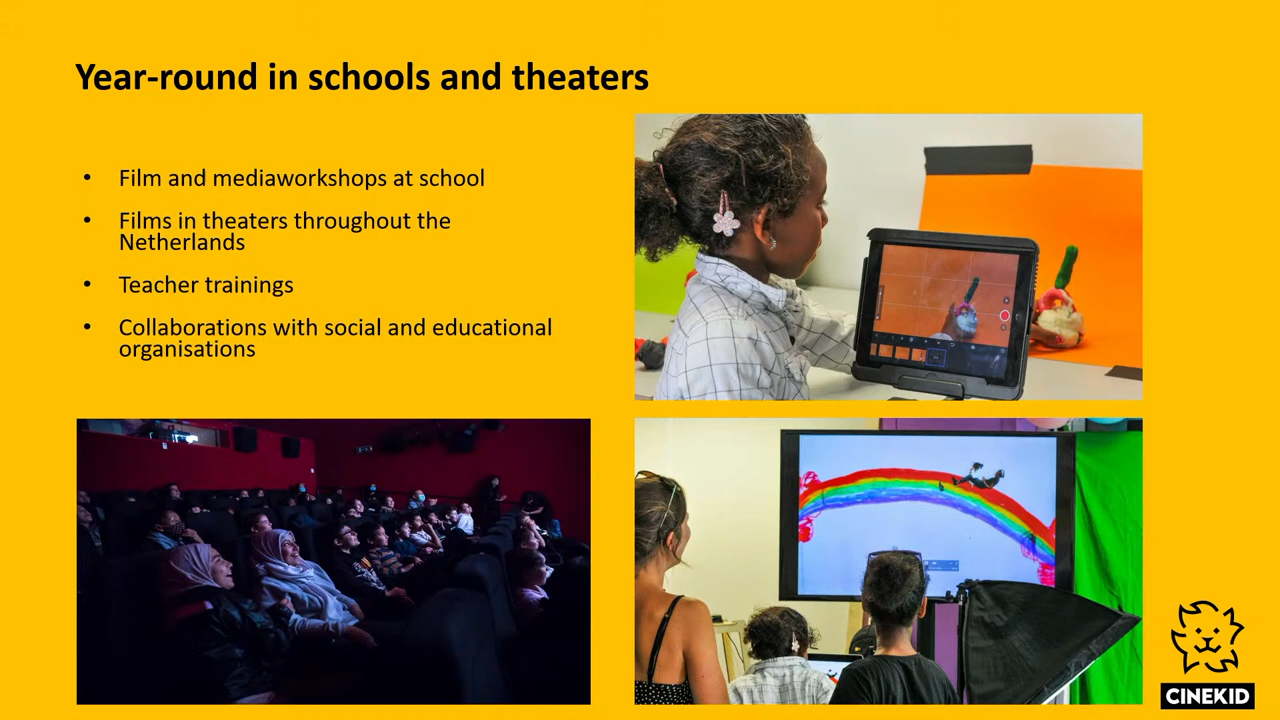 Year-round in schools and theaters
• Film and mediaworkshops at school
• Films in theaters throughout the
Netherlands
• Teacher trainings
• Collaborations with social and educational
organisations
CINEKID